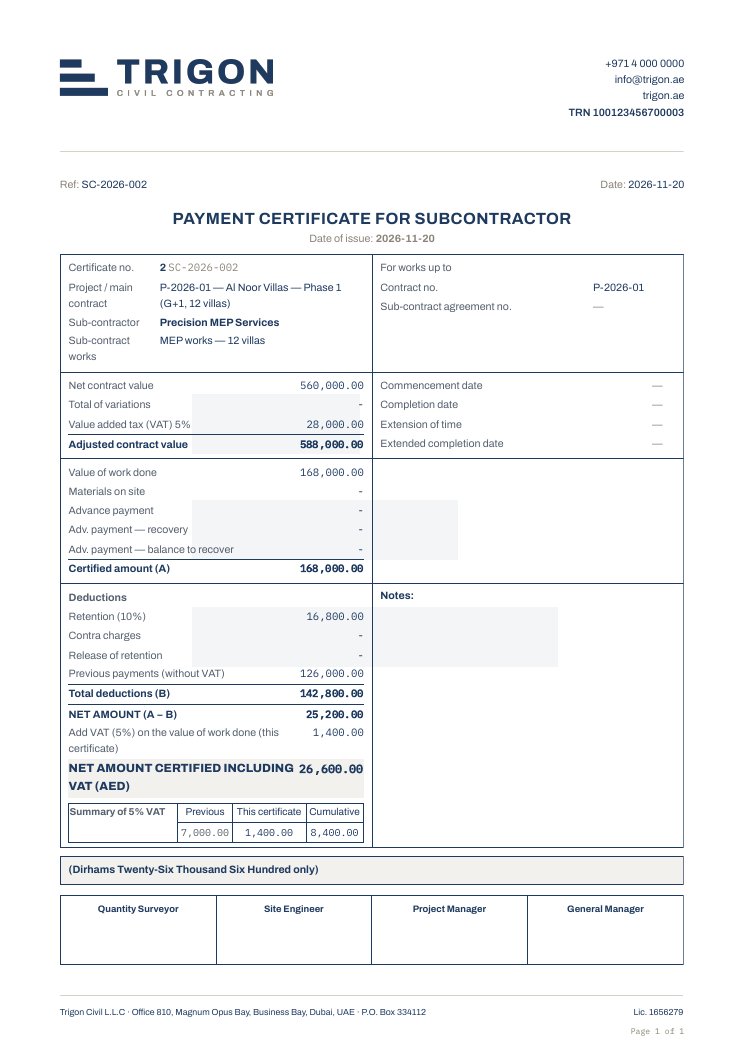 TRIGON
CIVIL CONTRACTING
+971 4 000 0000
info@trigon.ae
trigon.ae
TRN 100123456700003
Ref: SC-2026-002
Date: 2026-11-20
PAYMENT CERTIFICATE FOR SUBCONTRACTOR
Date of issue: 2026-11-20
Certificate no. 2 SC-2026-002
Project / main contract P-2026-01 — Al Noor Villas — Phase 1 (G+1, 12 villas)
Sub-contractor Precision MEP Services
Sub-contract works MEP works — 12 villas
For works up to
Contract no. P-2026-01
Sub-contract agreement no. —
Net contract value 560,000.00
Total of variations -
Value added tax (VAT) 5% 28,000.00
Adjusted contract value 588,000.00
Commencement date —
Completion date —
Extension of time —
Extended completion date —
Value of work done 168,000.00
Materials on site -
Advance payment -
Adv. payment — recovery -
Adv. payment — balance to recover -
Certified amount (A) 168,000.00
Deductions
Retention (10%) 16,800.00
Contra charges -
Release of retention -
Previous payments (without VAT) 126,000.00
Total deductions (B) 142,800.00
NET AMOUNT (A – B) 25,200.00
Add VAT (5%) on the value of work done (this certificate) 1,400.00
NET AMOUNT CERTIFIED INCLUDING VAT (AED) 26,600.00
Summary of 5% VAT Previous This certificate Cumulative
7,000.00 1,400.00 8,400.00
Notes:
(Dirhams Twenty-Six Thousand Six Hundred only)
Quantity Surveyor Site Engineer Project Manager General Manager
Trigon Civil L.L.C · Office 810, Magnum Opus Bay, Business Bay, Dubai, UAE · P.O. Box 334112
Lic. 1656279
Page 1 of 1